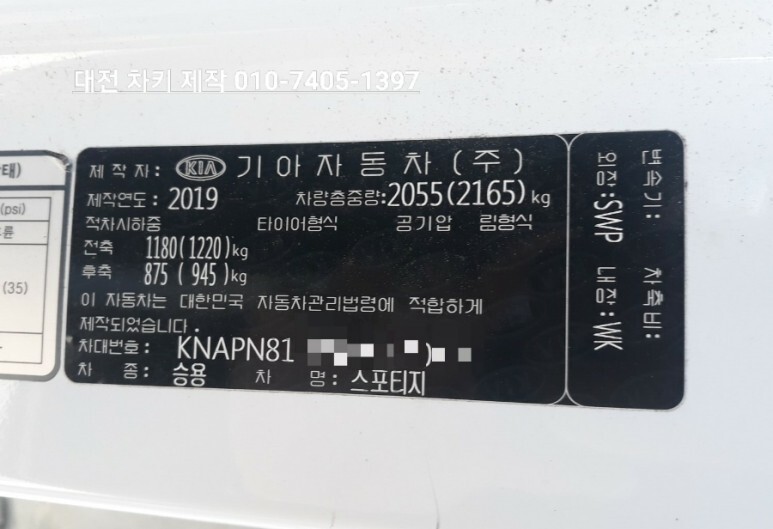 대전 차키 제작 010-7405-1397
태)
(psi)
(35)
제 작 자: KIA 기아자동차(주)
제작연도: 2019 차량총중량:2055(2165)kg
적차시하중 타이어형식 공기압 림형식
전축 1180(1220)kg
후축 875( 945)kg
이 자동차는 대한민국 자동차관리법령에 적합하게
제작되었습니다.
차대번호: KNAPN81
차 종: 승용 차 명: 스포티지
변속기: 차축비:
외장:SWP 내장:WK